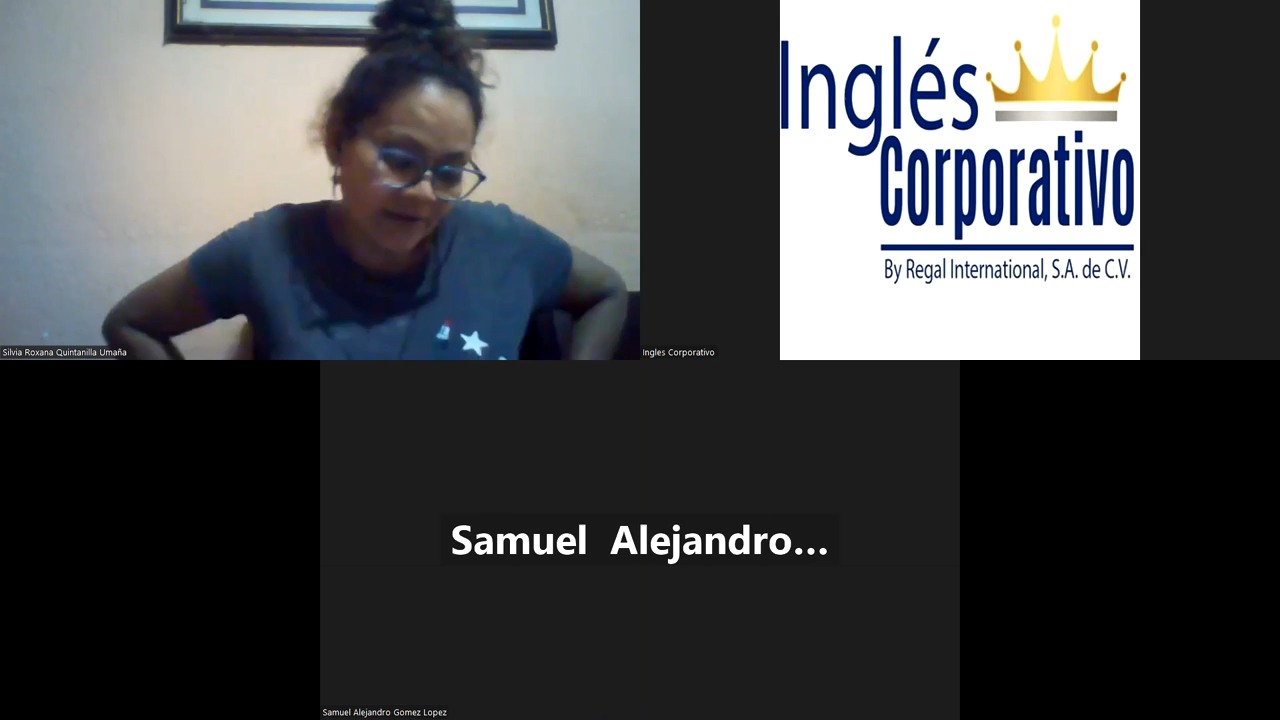 Inglés
Corporativo
By Regal International, S.A. de C.V.
Silvia Roxana Quintanilla Umaña
Ingles Corporativo
Samuel Alejandro...
Samuel Alejandro Gomez Lopez